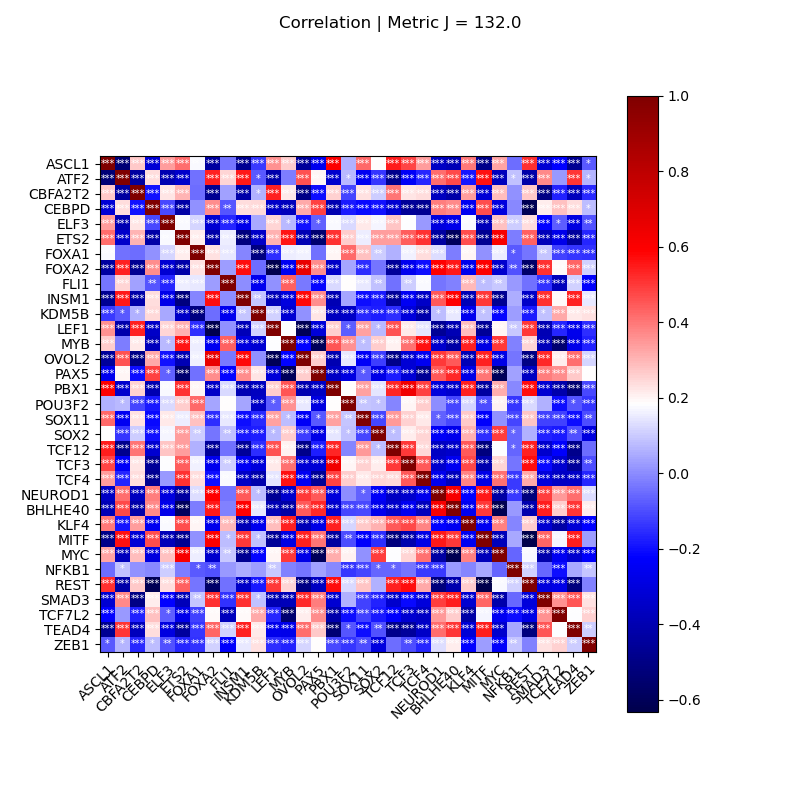 Correlation | Metric J = 132.0
ASCL1
ATF2
CBFA2T2
CEBPD
ELF3
ETS2
FOXA1
FOXA2
FLI1
INSM1
KDM5B
LEF1
MYB
OVOL2
PAX5
PBX1
POU3F2
SOX11
SOX2
TCF12
TCF3
TCF4
NEUROD1
BHLHE40
KLF4
MITF
MYC
NFKB1
REST
SMAD3
TCF7L2
TEAD4
ZEB1
ASCL1
ATF2
CBFA2T2
CEBPD
ELF3
ETS2
FOXA1
FOXA2
FLI1
INSM1
KDM5B
LEF1
MYB
OVOL2
PAX5
PBX1
POU3F2
SOX11
SOX2
TCF12
TCF3
TCF4
NEUROD1
BHLHE40
KLF4
MITF
MYC
NFKB1
REST
SMAD3
TCF7L2
TEAD4
ZEB1
1.0
0.8
0.6
0.4
0.2
0.0
−0.2
−0.4
−0.6